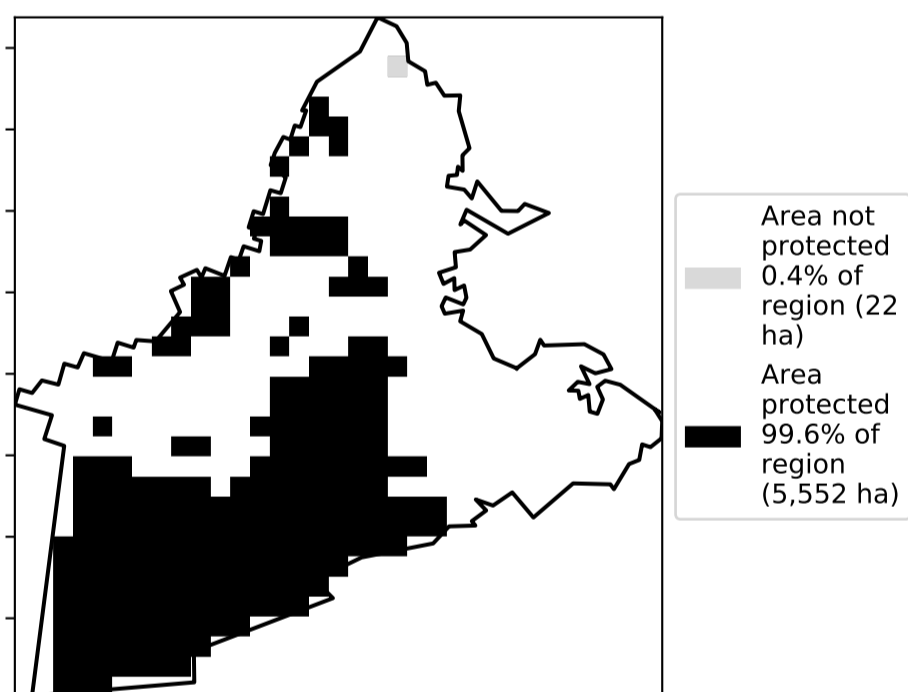 Area not
protected
0.4% of
region (22
ha)
Area
protected
99.6% of
region
(5,552 ha)